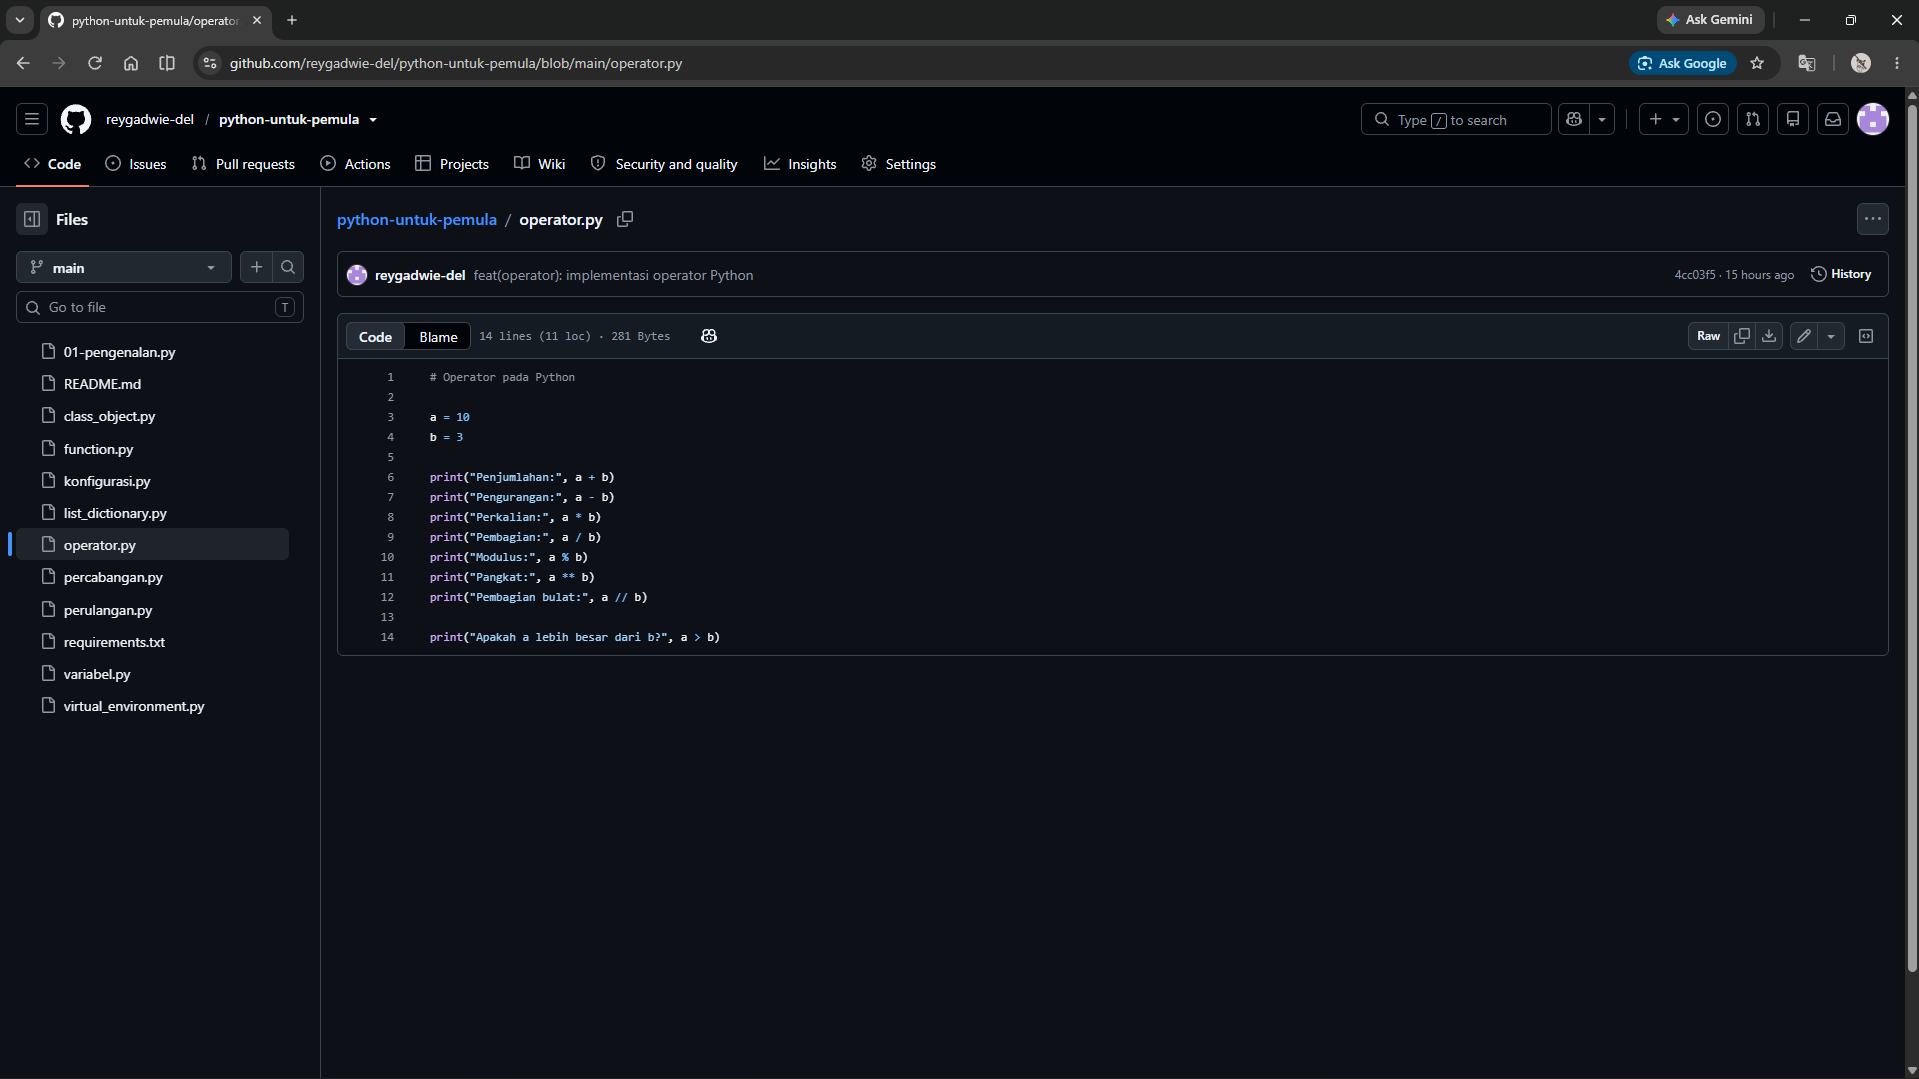 python-untuk-pemula/operator
Ask Gemini
github.com/reygadwie-del/python-untuk-pemula/blob/main/operator.py
Ask Google
reygadwie-del / python-untuk-pemula
Type / to search
Code
Issues
Pull requests
Actions
Projects
Wiki
Security and quality
Insights
Settings
Files
main
Go to file
T
01-pengenalan.py
README.md
class_object.py
function.py
konfigurasi.py
list_dictionary.py
operator.py
percabangan.py
perulangan.py
requirements.txt
variabel.py
virtual_environment.py
python-untuk-pemula / operator.py
reygadwie-del feat(operator): implementasi operator Python
4cc03f5 · 15 hours ago
History
Code
Blame
14 lines (11 loc) · 281 Bytes
Raw
1 # Operator pada Python
2
3 a = 10
4 b = 3
5
6 print("Penjumlahan:", a + b)
7 print("Pengurangan:", a - b)
8 print("Perkalian:", a * b)
9 print("Pembagian:", a / b)
10 print("Modulus:", a % b)
11 print("Pangkat:", a ** b)
12 print("Pembagian bulat:", a // b)
13
14 print("Apakah a lebih besar dari b?", a > b)